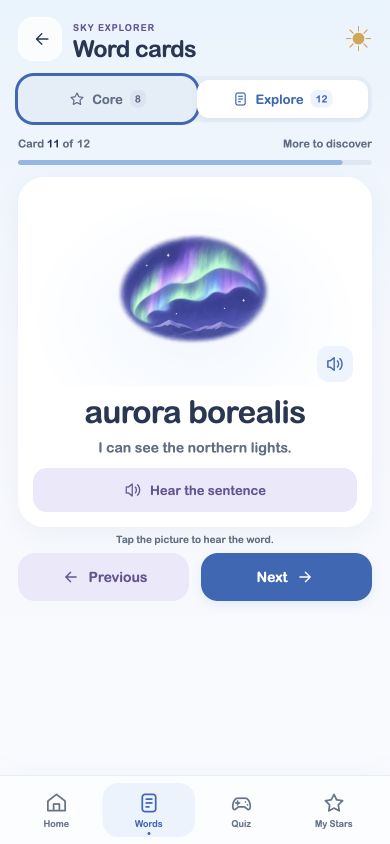 SKY EXPLORER
Word cards
Core 8
Explore 12
Card 11 of 12
More to discover
aurora borealis
I can see the northern lights.
Hear the sentence
Tap the picture to hear the word.
Previous
Next
Home
Words
Quiz
My Stars